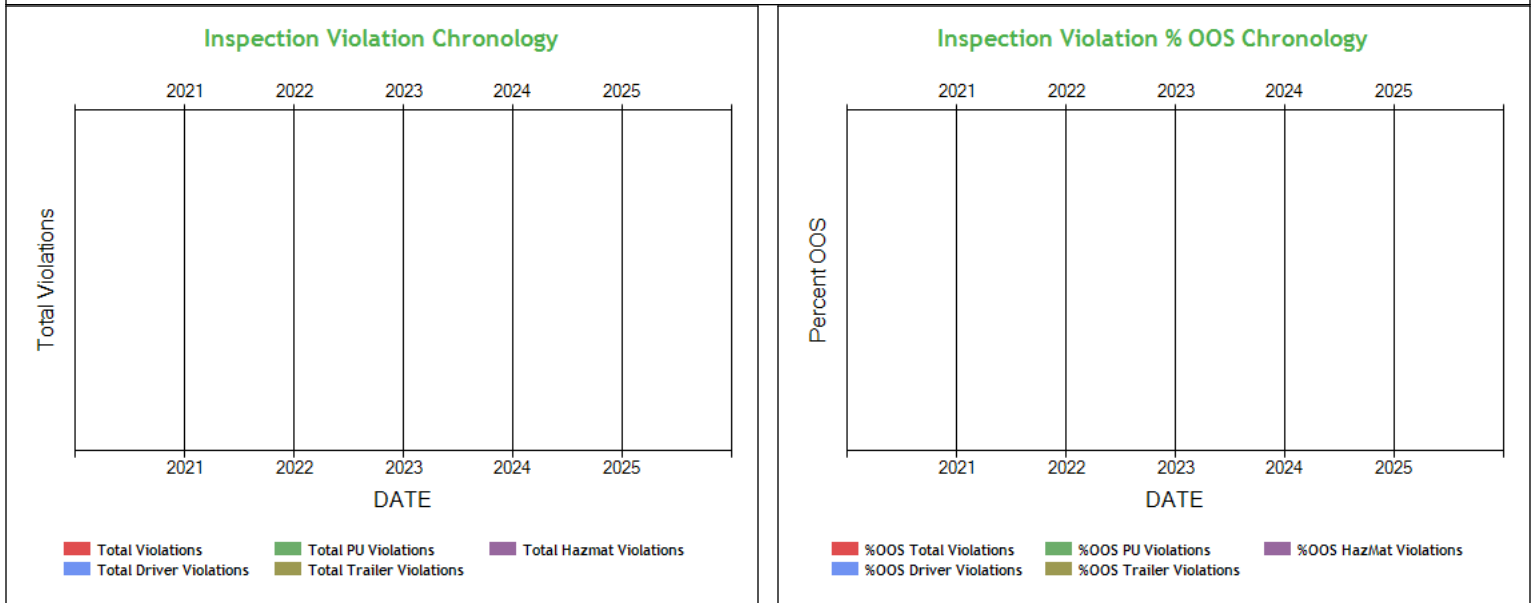 Inspection Violation Chronology
2021 2022 2023 2024 2025
Total Violations
2021 2022 2023 2024 2025
DATE
Total Violations Total PU Violations Total Hazmat Violations
Total Driver Violations Total Trailer Violations
Inspection Violation % OOS Chronology
2021 2022 2023 2024 2025
Percent OOS
2021 2022 2023 2024 2025
DATE
%OOS Total Violations %OOS PU Violations %OOS HazMat Violations
%OOS Driver Violations %OOS Trailer Violations